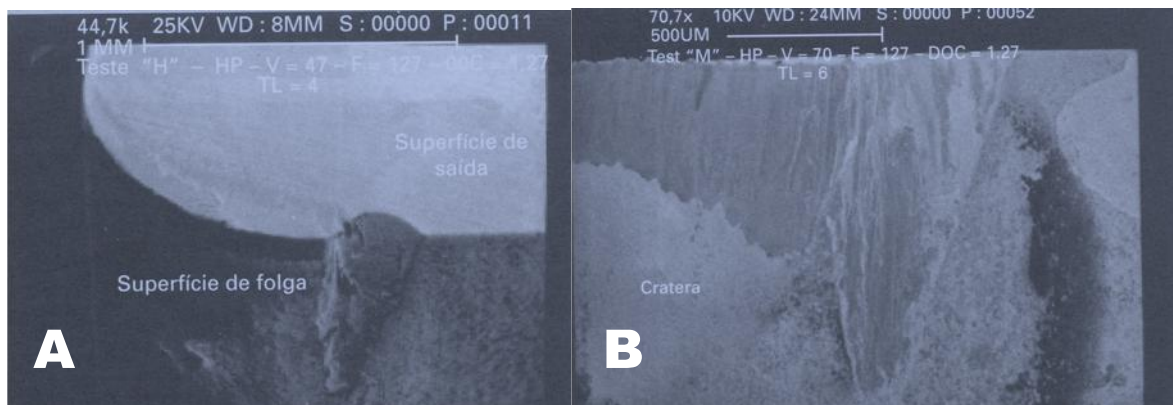 44,7k 25KV WD : 8MM S : 00000 P : 00011
1 MM
Teste "H" – HP – V = 47 – F = 127 – DOC = 1.27
TL = 4
Superfície de
saída
Superfície de folga
A
70,7x 10KV WD : 24MM S : 00000 P : 00052
500UM
Test "M" – HP – V = 70 – F = 127 – DOC = 1.27
TL = 6
Cratera
B